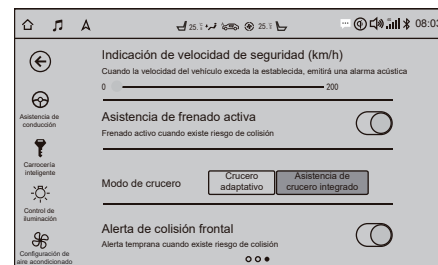 25.5
25.5
08:03
Indicación de velocidad de seguridad (km/h)
Cuando la velocidad del vehículo exceda la establecida, emitirá una alarma acústica
0
200
Asistencia de
conducción
Asistencia de frenado activa
Frenado activo cuando existe riesgo de colisión
Carrocería
inteligente
Modo de crucero
Crucero
adaptativo
Asistencia de
crucero integrado
Control de
iluminación
Alerta de colisión frontal
Alerta temprana cuando existe riesgo de colisión
Configuración de
aire acondicionado